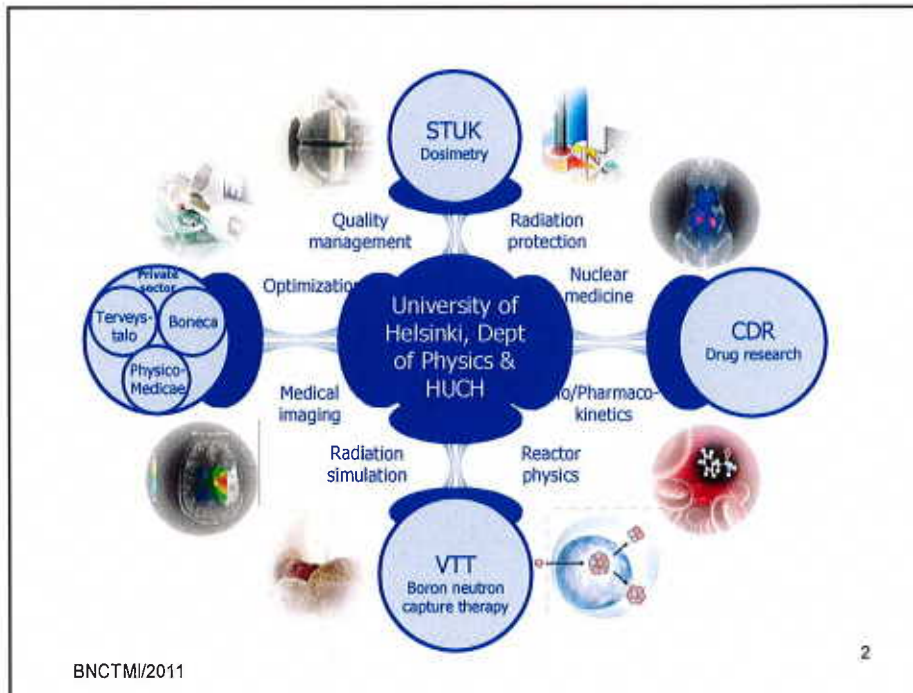 STUK
Dosimetry
Quality
management
Radiation
protection
Private
sector
Terveys-
talo
Boneca
Physico-
Medicae
Optimization
University of
Helsinki, Dept
of Physics &
HUCH
Nuclear
medicine
CDR
Drug research
Medical
imaging
o/Pharmaco-
kinetics
Radiation
simulation
Reactor
physics
VTT
Boron neutron
capture therapy
BNCTMI/2011
2